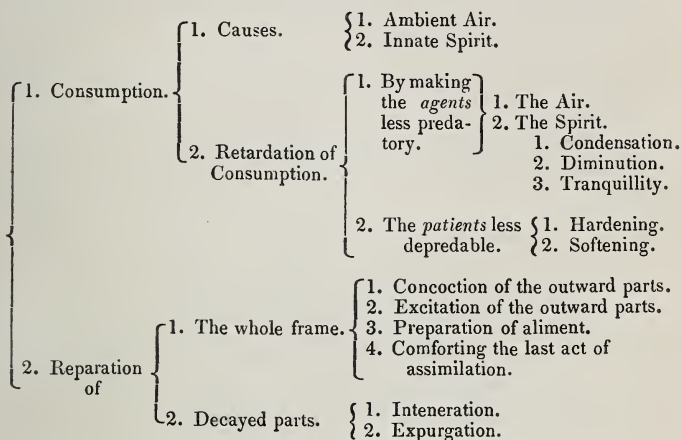 1. Consumption.
1. Causes.
1. Ambient Air.
2. Innate Spirit.
2. Retardation of
Consumption.
1. By making
the agents
less preda-
tory.
1. The Air.
2. The Spirit.
1. Condensation.
2. Diminution.
3. Tranquillity.
2. The patients less
depredable.
1. Hardening.
2. Softening.
2. Reparation
of
1. The whole frame.
1. Concoction of the outward parts.
2. Excitation of the outward parts.
3. Preparation of aliment.
4. Comforting the last act of
assimilation.
2. Decayed parts.
1. Inteneration.
2. Expurgation.